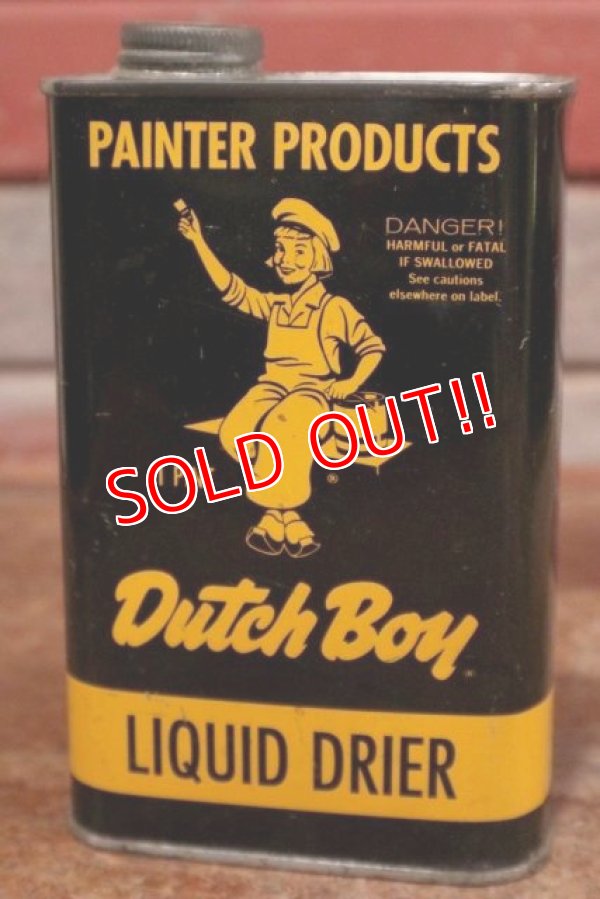 PAINTER PRODUCTS
DANGER!
HARMFUL or FATAL
IF SWALLOWED
See cautions
elsewhere on label.
SOLD OUT!!
®
Dutch Boy
LIQUID DRIER